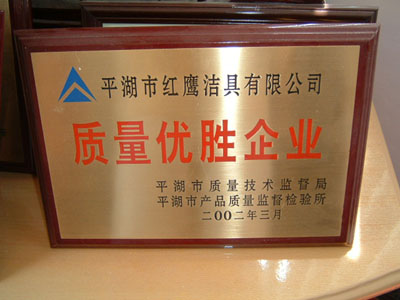 平湖市红鹰洁具有限公司
质量优胜企业
平湖市质量技术监督局
平湖市产品质量监督检验所
二00二年三月